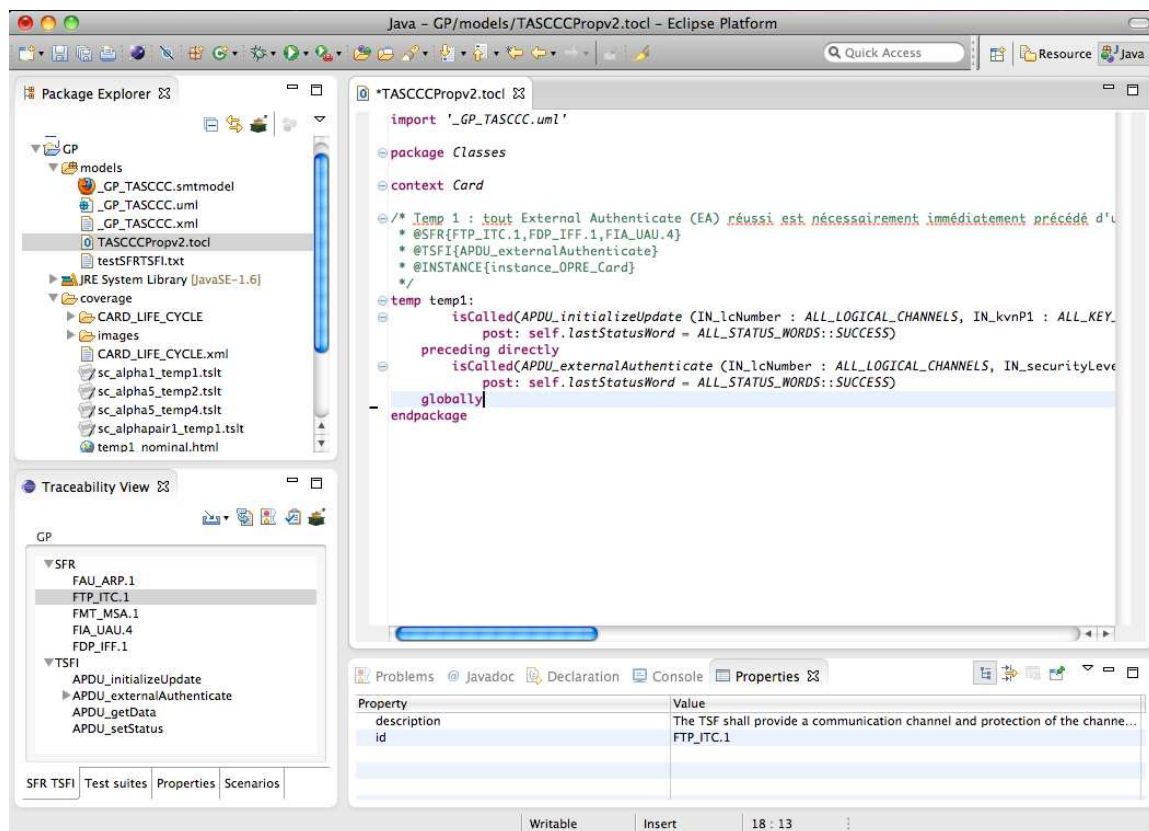 Java – GP/models/TASCCCPropv2.tocl – Eclipse Platform
Quick Access
Resource
Java
Package Explorer
GP
models
_GP_TASCCC.smtmodel
_GP_TASCCC.uml
_GP_TASCCC.xml
TASCCCPropv2.tocl
testSFRTSFI.txt
JRE System Library [JavaSE-1.6]
coverage
CARD_LIFE_CYCLE
images
CARD_LIFE_CYCLE.xml
sc_alpha1_temp1.tslt
sc_alpha5_temp2.tslt
sc_alpha5_temp4.tslt
sc_alphapair1_temp1.tslt
temp1_nominal.html
Traceability View
GP
SFR
FAU_ARP.1
FTP_ITC.1
FMT_MSA.1
FIA_UAU.4
FDP_IFF.1
TSFI
APDU_initializeUpdate
APDU_externalAuthenticate
APDU_getData
APDU_setStatus
SFR TSFI Test suites Properties Scenarios
*TASCCCPropv2.tocl
import '_GP_TASCCC.uml'
package Classes
context Card
/* Temp 1 : tout External Authenticate (EA) réussi est nécessairement immédiatement précédé d'u
* @SFR{FTP_ITC.1,FDP_IFF.1,FIA_UAU.4}
* @TSFI{APDU_externalAuthenticate}
* @INSTANCE{instance_OPRE_Card}
*/
temp temp1:
isCalled(APDU_initializeUpdate (IN_lcNumber : ALL_LOGICAL_CHANNELS, IN_kvnP1 : ALL_KEY_
post: self.lastStatusWord = ALL_STATUS_WORDS::SUCCESS)
preceding directly
isCalled(APDU_externalAuthenticate (IN_lcNumber : ALL_LOGICAL_CHANNELS, IN_securityLeve
post: self.lastStatusWord = ALL_STATUS_WORDS::SUCCESS)
globally
endpackage
Problems @ Javadoc Declaration Console Properties
Property Value
description The TSF shall provide a communication channel and protection of the channe...
id FTP_ITC.1
Writable Insert 18 : 13